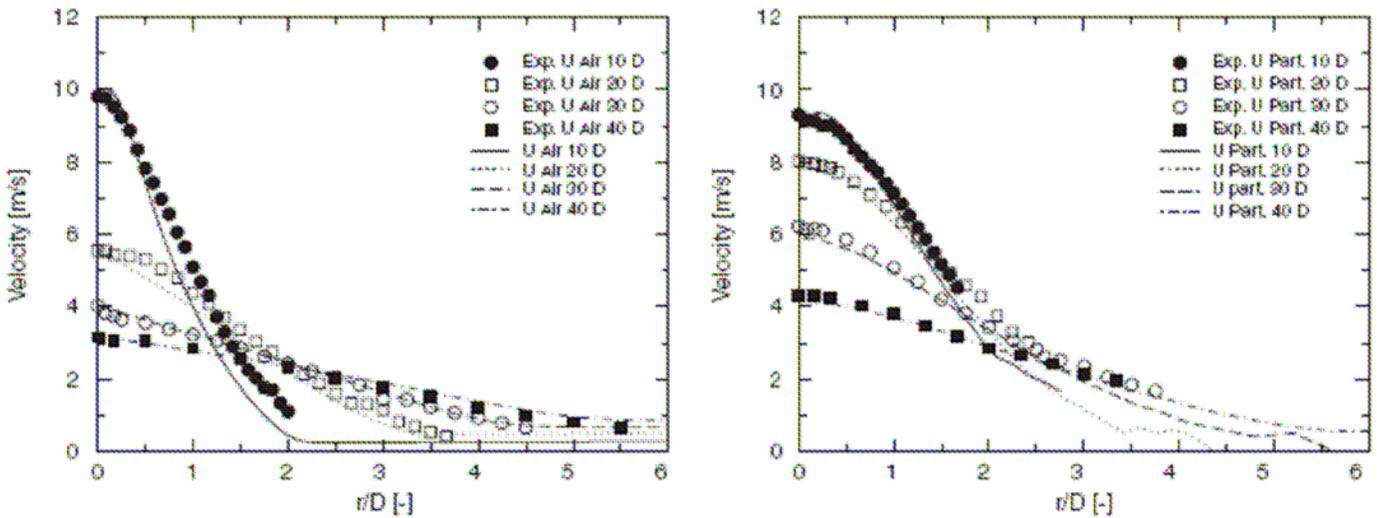 12
10
8
6
4
2
0
Velocity [m/s]
Exp. U Air 10 D
Exp. U Air 20 D
Exp. U Air 30 D
Exp. U Air 40 D
U Air 10 D
U Air 20 D
U Air 30 D
U Air 40 D
0 1 2 3 4 5 6
r/D [-]
12
10
8
6
4
2
0
Velocity [m/s]
Exp. U Part. 10 D
Exp. U Part. 20 D
Exp. U Part. 30 D
Exp. U Part. 40 D
U Part. 10 D
U Part. 20 D
U part. 30 D
U Part. 40 D
0 1 2 3 4 5 6
r/D [-]